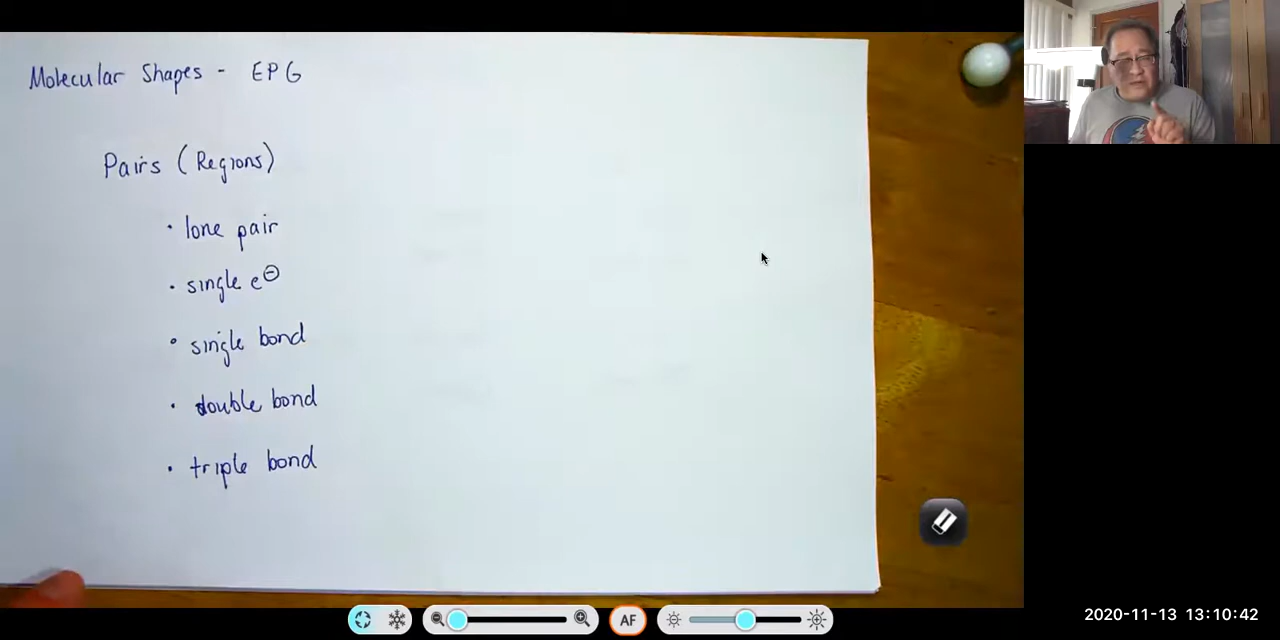 Molecular Shapes - EPG
Pairs (Regions)
· lone pair
· single e⊖
· single bond
· double bond
· triple bond
AF
2020-11-13 13:10:42